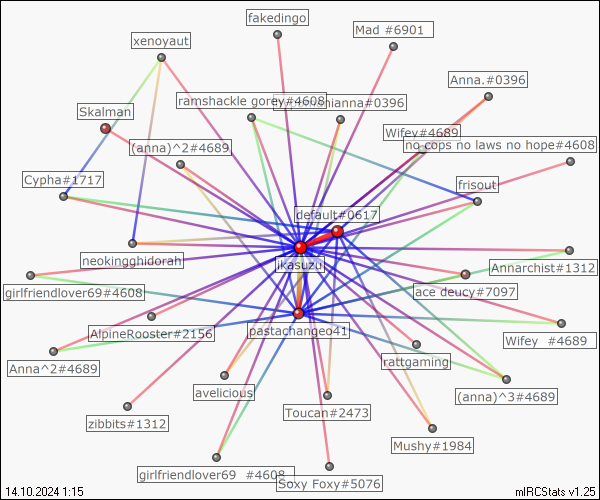 fakedingo
Mad #6901
xenoyaut
Anna.#0396
ramshackle gorey#4608
hianna#0396
Skalman
Wifey#4689
(anna)^2#4689
no cops no laws no hope#4608
Cypha#1717
frisout
default#0617
neokingghidorah
ikasuzu
Annarchist#1312
girlfriendlover69#4608
ace deucy#7097
AlpineRooster#2156
pastachangeo41
Wifey #4689
Anna^2#4689
rattgaming
avelicious
(anna)^3#4689
zibbits#1312
Toucan#2473
Mushy#1984
girlfriendlover69 #4608
Soxy Foxy#5076
14.10.2024 1:15
mIRCStats v1.25